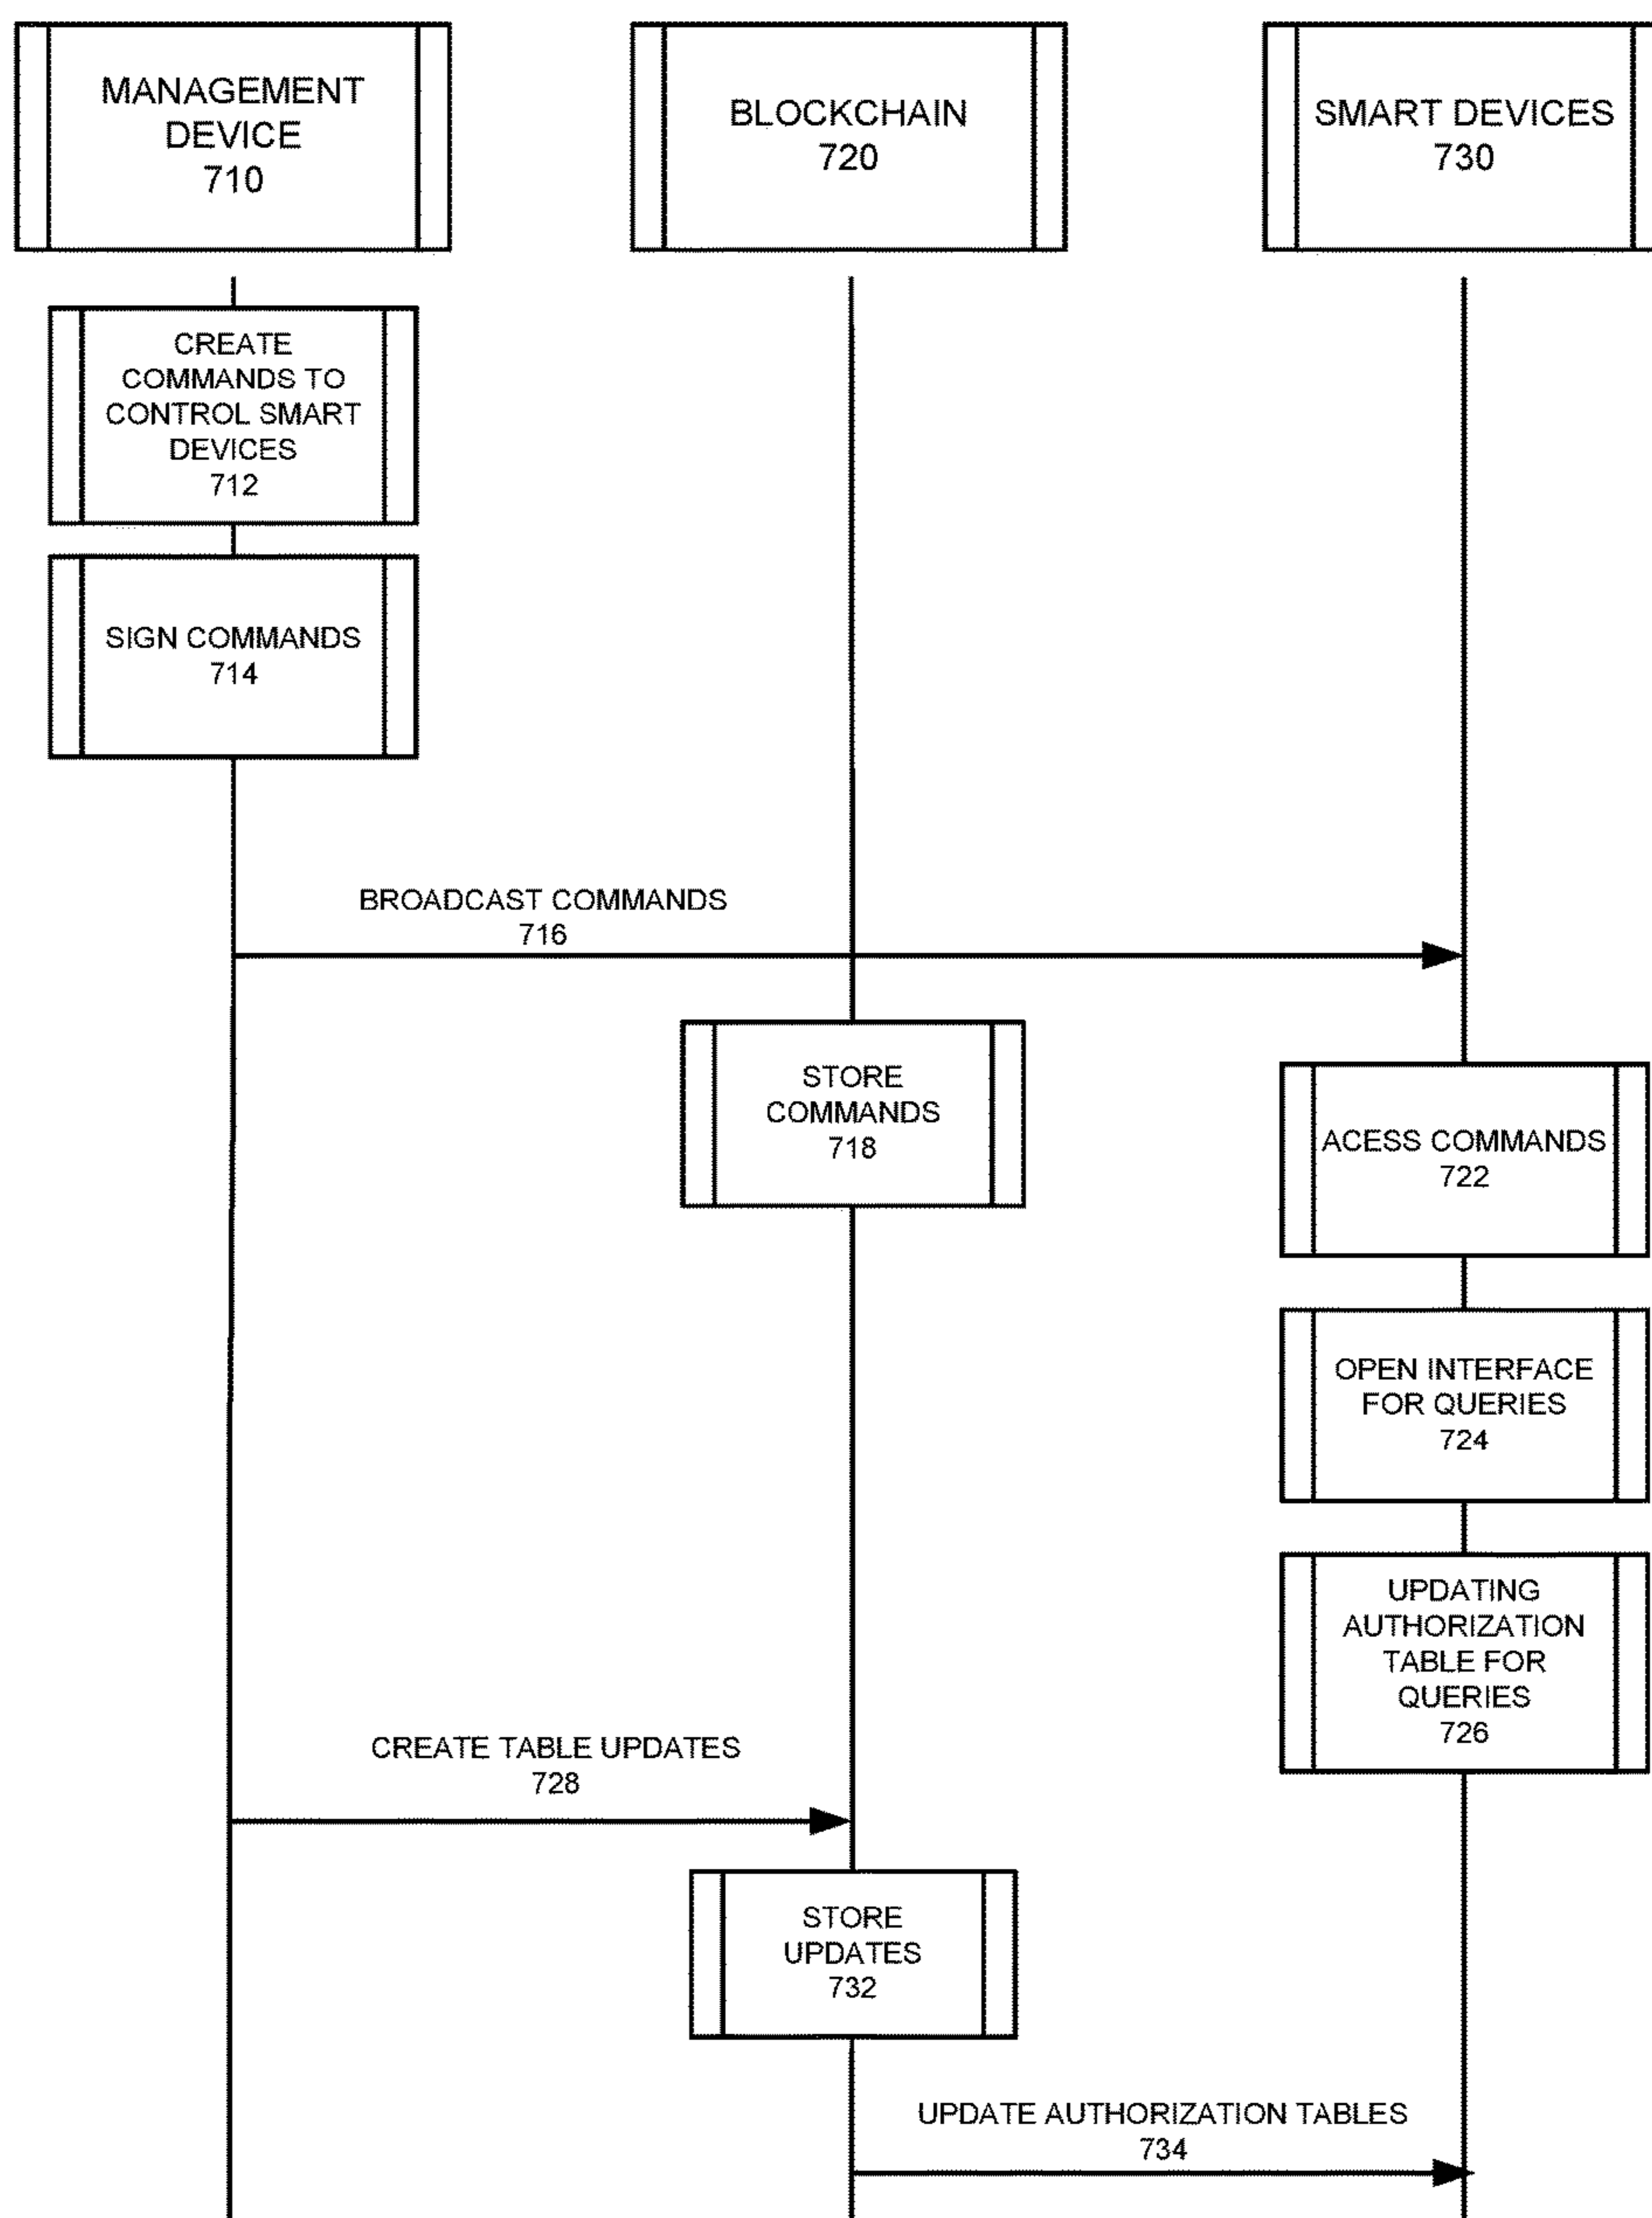 MANAGEMENT
DEVICE
710
BLOCKCHAIN
720
SMART DEVICES
730
CREATE
COMMANDS TO
CONTROL SMART
DEVICES
712
SIGN COMMANDS
714
BROADCAST COMMANDS
716
STORE
COMMANDS
718
ACESS COMMANDS
722
OPEN INTERFACE
FOR QUERIES
724
UPDATING
AUTHORIZATION
TABLE FOR
QUERIES
726
CREATE TABLE UPDATES
728
STORE
UPDATES
732
UPDATE AUTHORIZATION TABLES
734